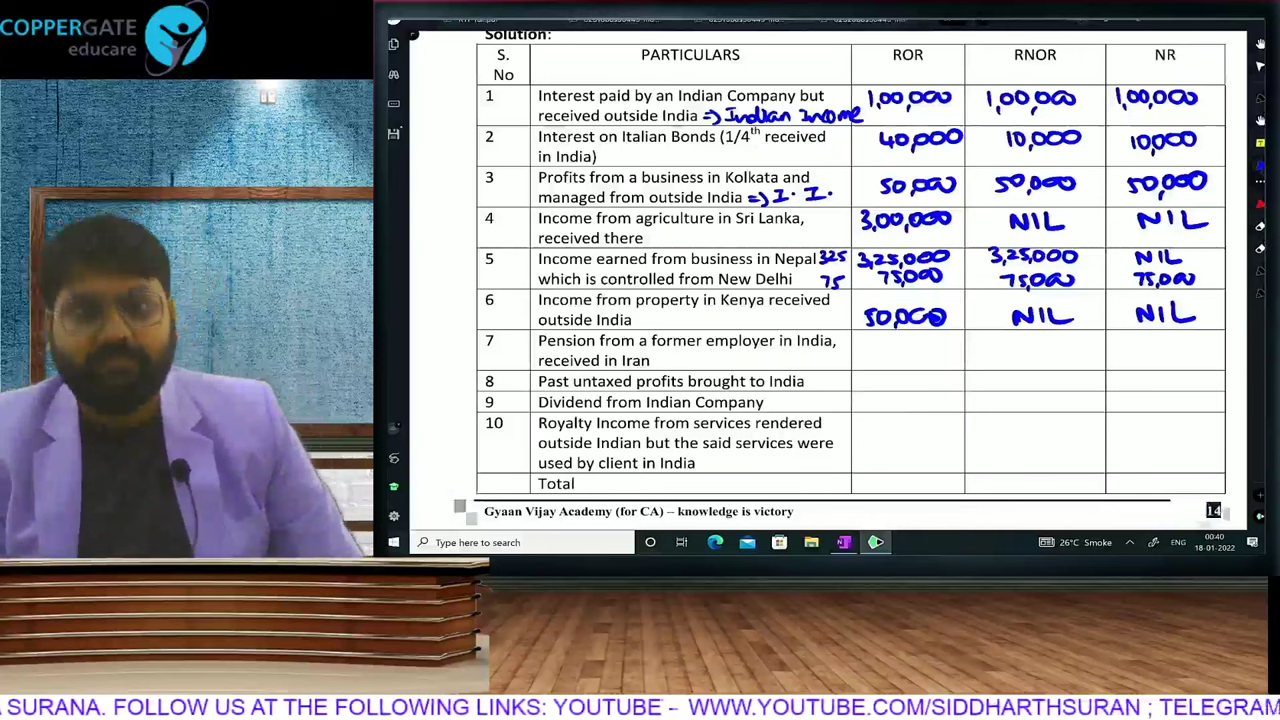 COPPERGATE
educare
Solution:
S. No PARTICULARS ROR RNOR NR
1 Interest paid by an Indian Company but 1,00,000 1,00,000 1,00,000
received outside India => Indian Income
2 Interest on Italian Bonds (1/4th received 40,000 10,000 10,000
in India)
3 Profits from a business in Kolkata and 50,000 50,000 50,000
managed from outside India => I. I.
4 Income from agriculture in Sri Lanka, 3,00,000 NIL NIL
received there
5 Income earned from business in Nepal 325 3,25,000 3,25,000 NIL
which is controlled from New Delhi 75 75,000 75,000 75,000
6 Income from property in Kenya received 50,000 NIL NIL
outside India
7 Pension from a former employer in India,
received in Iran
8 Past untaxed profits brought to India
9 Dividend from Indian Company
10 Royalty Income from services rendered
outside Indian but the said services were
used by client in India
Total
Gyaan Vijay Academy (for CA) – knowledge is victory 14
Type here to search 26°C Smoke ENG 00:40
18-01-2022
SURANA. FOLLOW US AT THE FOLLOWING LINKS: YOUTUBE - WWW.YOUTUBE.COM/SIDDHARTHSURAN ; TELEGRAM